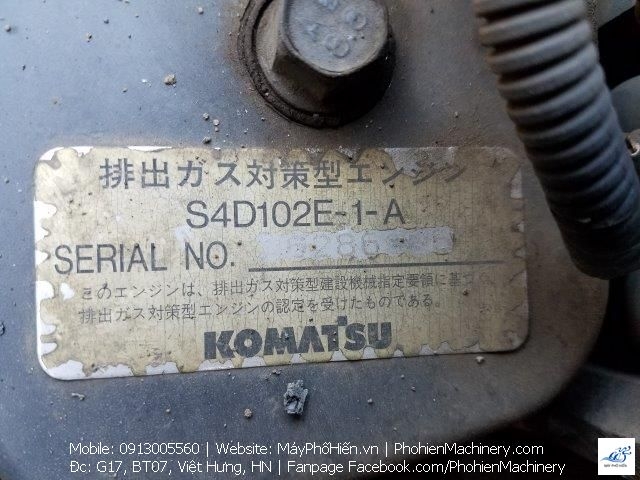 排出ガス対策型エンジン
S4D102E-1-A
SERIAL NO.
このエンジンは、排出ガス対策型建設機械指定要領に基づ
排出ガス対策型エンジンの認定を受けたものである。
KOMATSU
Mobile: 0913005560 | Website: MáyPhốHiến.vn | PhohienMachinery.com
Đc: G17, BT07, Việt Hưng, HN | Fanpage Facebook.com/PhohienMachinery